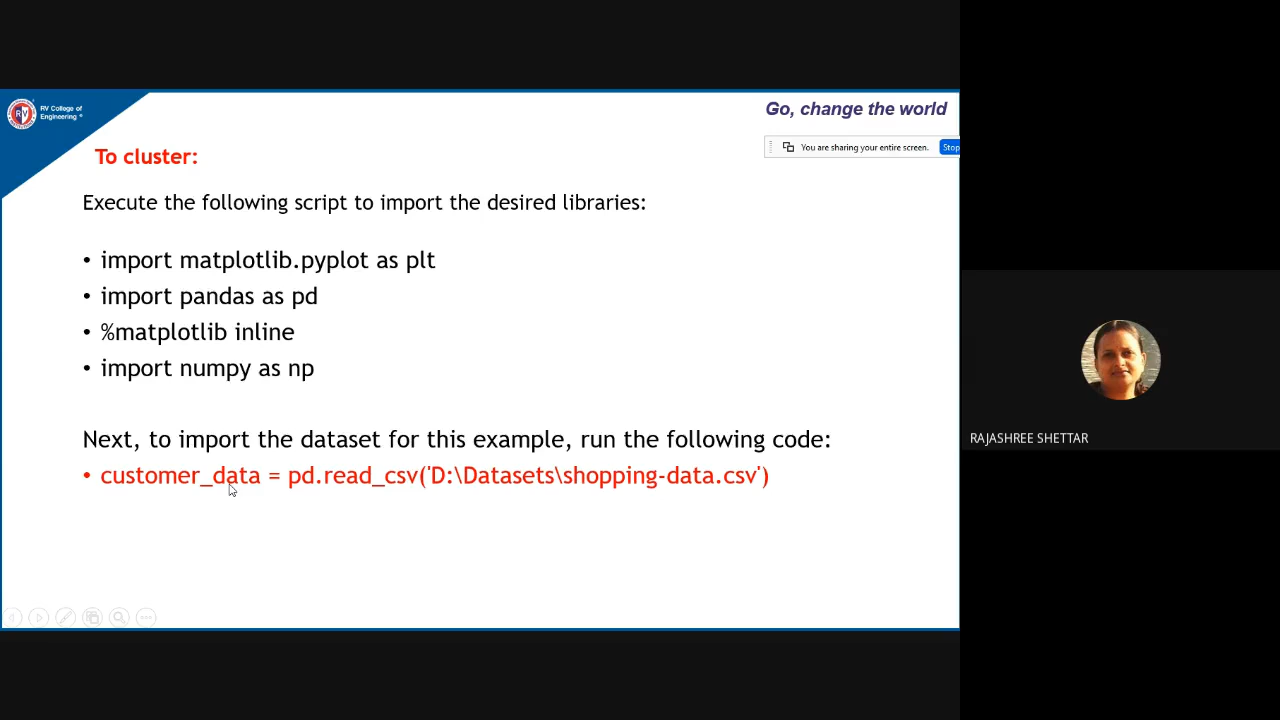 RV College of
Engineering
Go, change the world
You are sharing your entire screen.
Stop
To cluster:
Execute the following script to import the desired libraries:
• import matplotlib.pyplot as plt
• import pandas as pd
• %matplotlib inline
• import numpy as np
Next, to import the dataset for this example, run the following code:
• customer_data = pd.read_csv('D:\Datasets\shopping-data.csv')
RAJASHREE SHETTAR